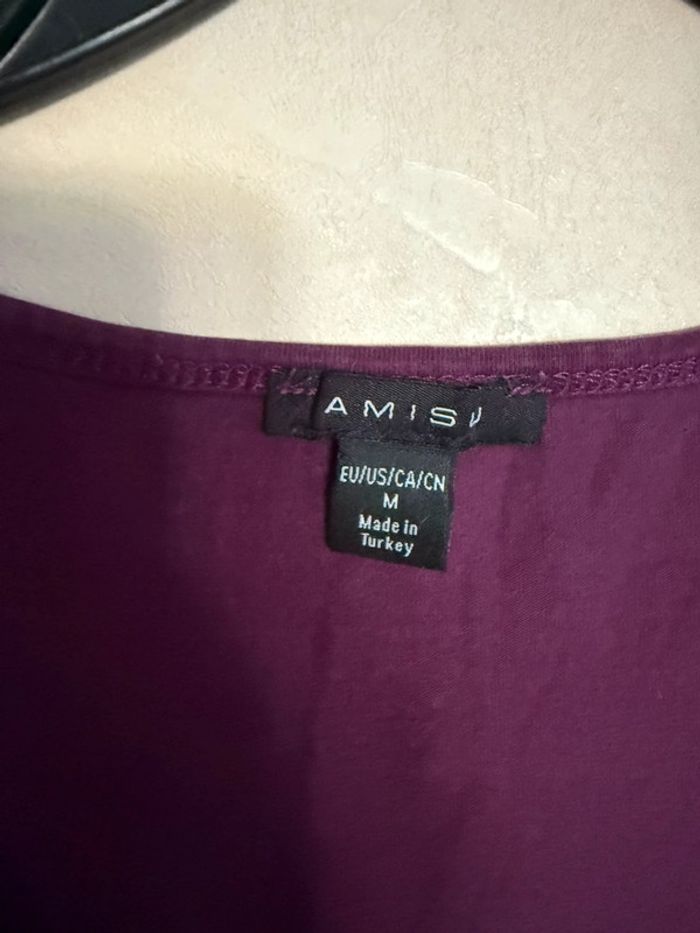 AMISU
EU/US/CA/CN
M
Made in
Turkey